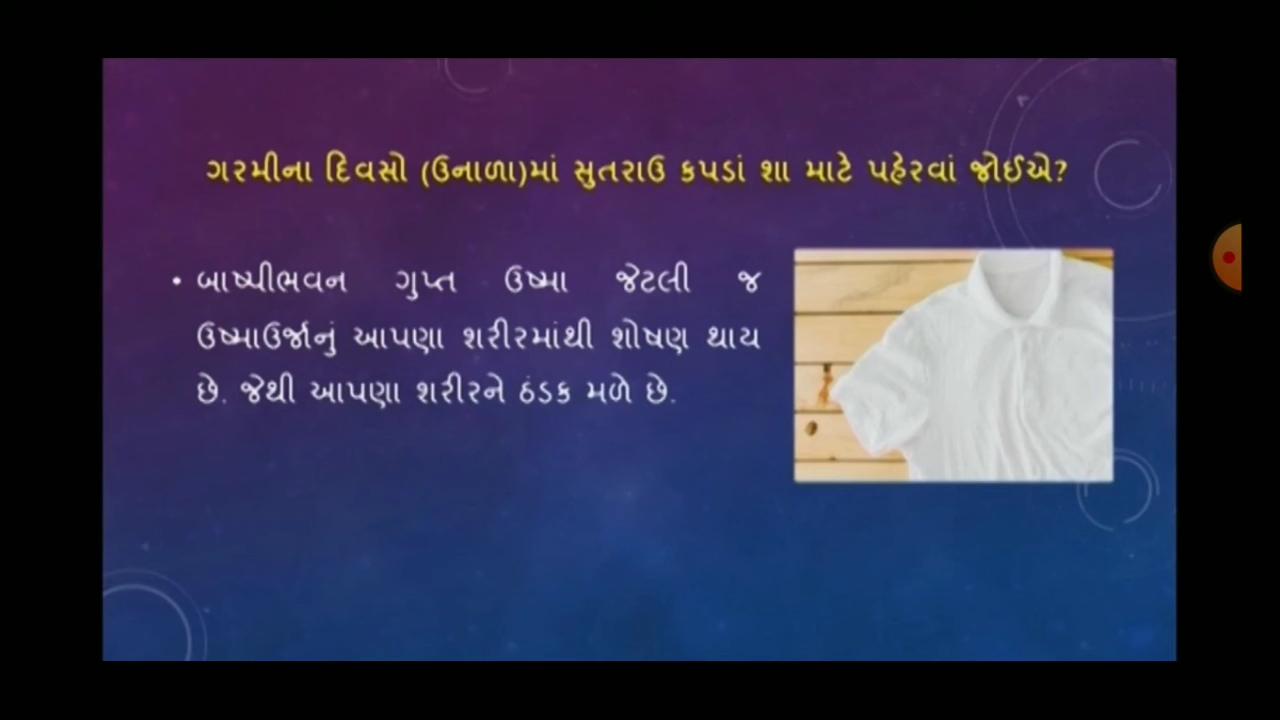 ગરમીના દિવસો (ઉનાળા)માં સુતરાઉ કપડાં શા માટે પહેરવાં જોઈએ?
• બાષ્પીભવન ગુપ્ત ઉષ્મા જેટલી જ
ઉષ્માઉર્જાનું આપણા શરીરમાંથી શોષણ થાય
છે. જેથી આપણા શરીરને ઠંડક મળે છે.